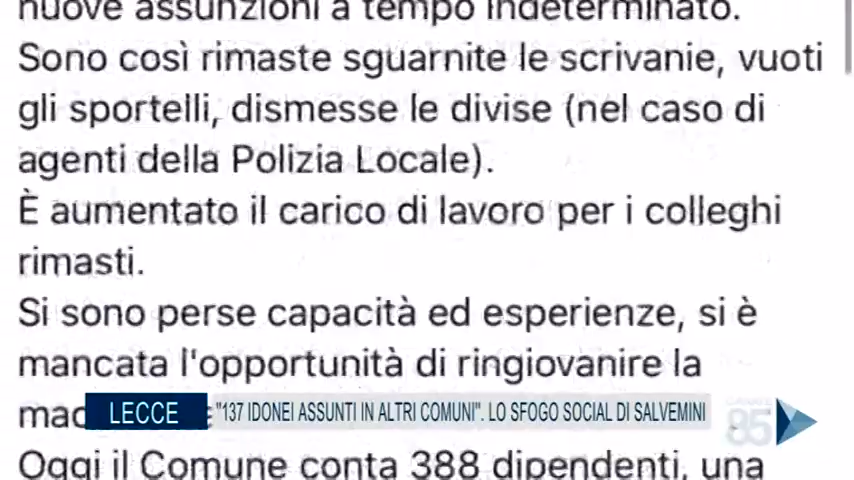 nuove assunzioni a tempo indeterminato.
Sono così rimaste sguarnite le scrivanie, vuoti
gli sportelli, dismesse le divise (nel caso di
agenti della Polizia Locale).
È aumentato il carico di lavoro per i colleghi
rimasti.
Si sono perse capacità ed esperienze, si è
mancata l'opportunità di ringiovanire la
LECCE "137 IDONEI ASSUNTI IN ALTRI COMUNI". LO SFOGO SOCIAL DI SALVEMINI
85
Oggi il Comune conta 388 dipendenti, una